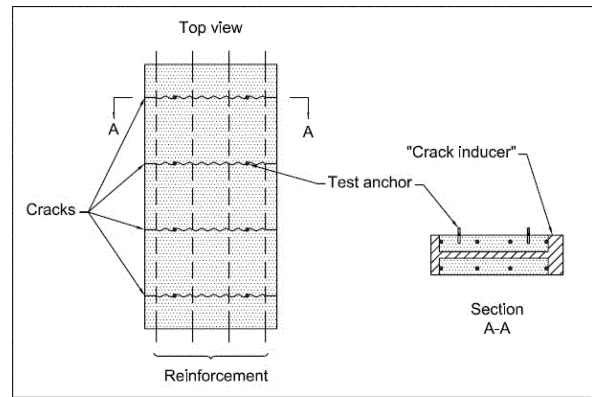 Top view
A
A
"Crack inducer"
Test anchor
Cracks
Section
A-A
Reinforcement